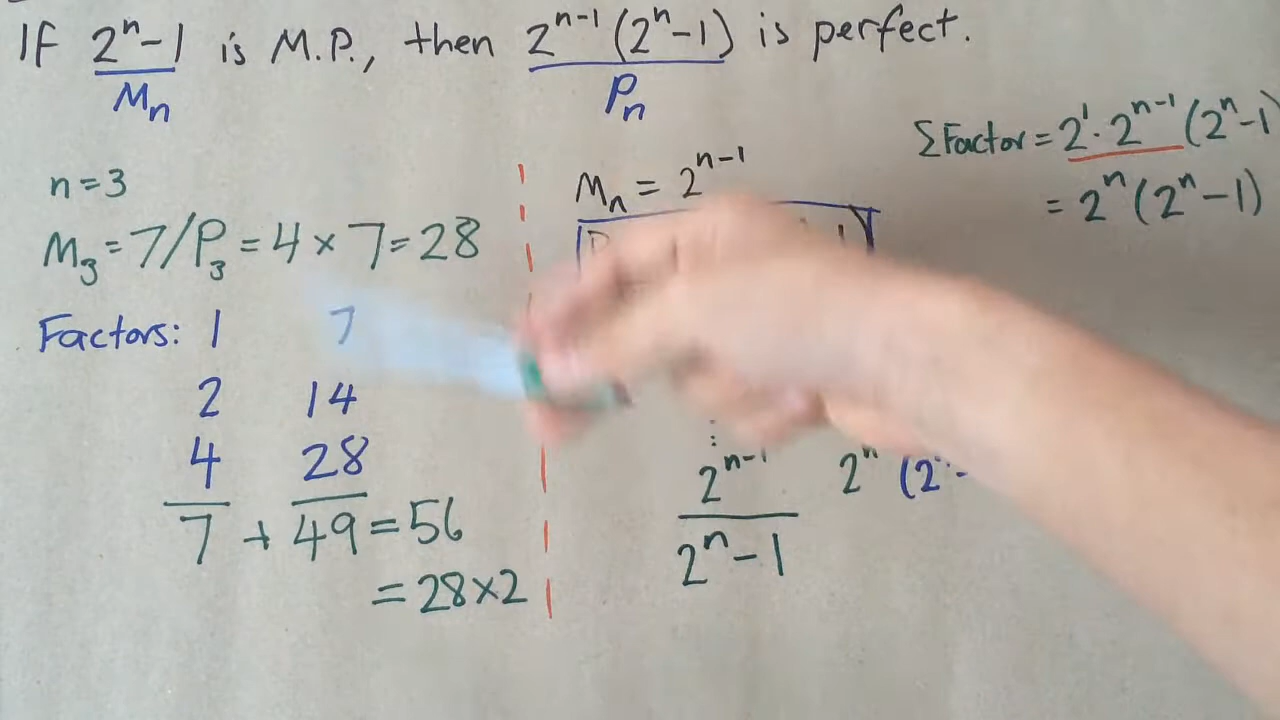 If 2ⁿ-1 is M.P., then 2ⁿ⁻¹(2ⁿ-1) is perfect.
Mₙ Pₙ
n=3
M₃=7/P₃=4×7=28
Factors: 1 7
2 14
4 28
7 + 49=56
=28×2
Mₙ = 2ⁿ⁻¹
⋮
2ⁿ⁻¹ 2ⁿ (2
2ⁿ-1
ΣFactor=2¹·2ⁿ⁻¹(2ⁿ-1)
= 2ⁿ(2ⁿ-1)